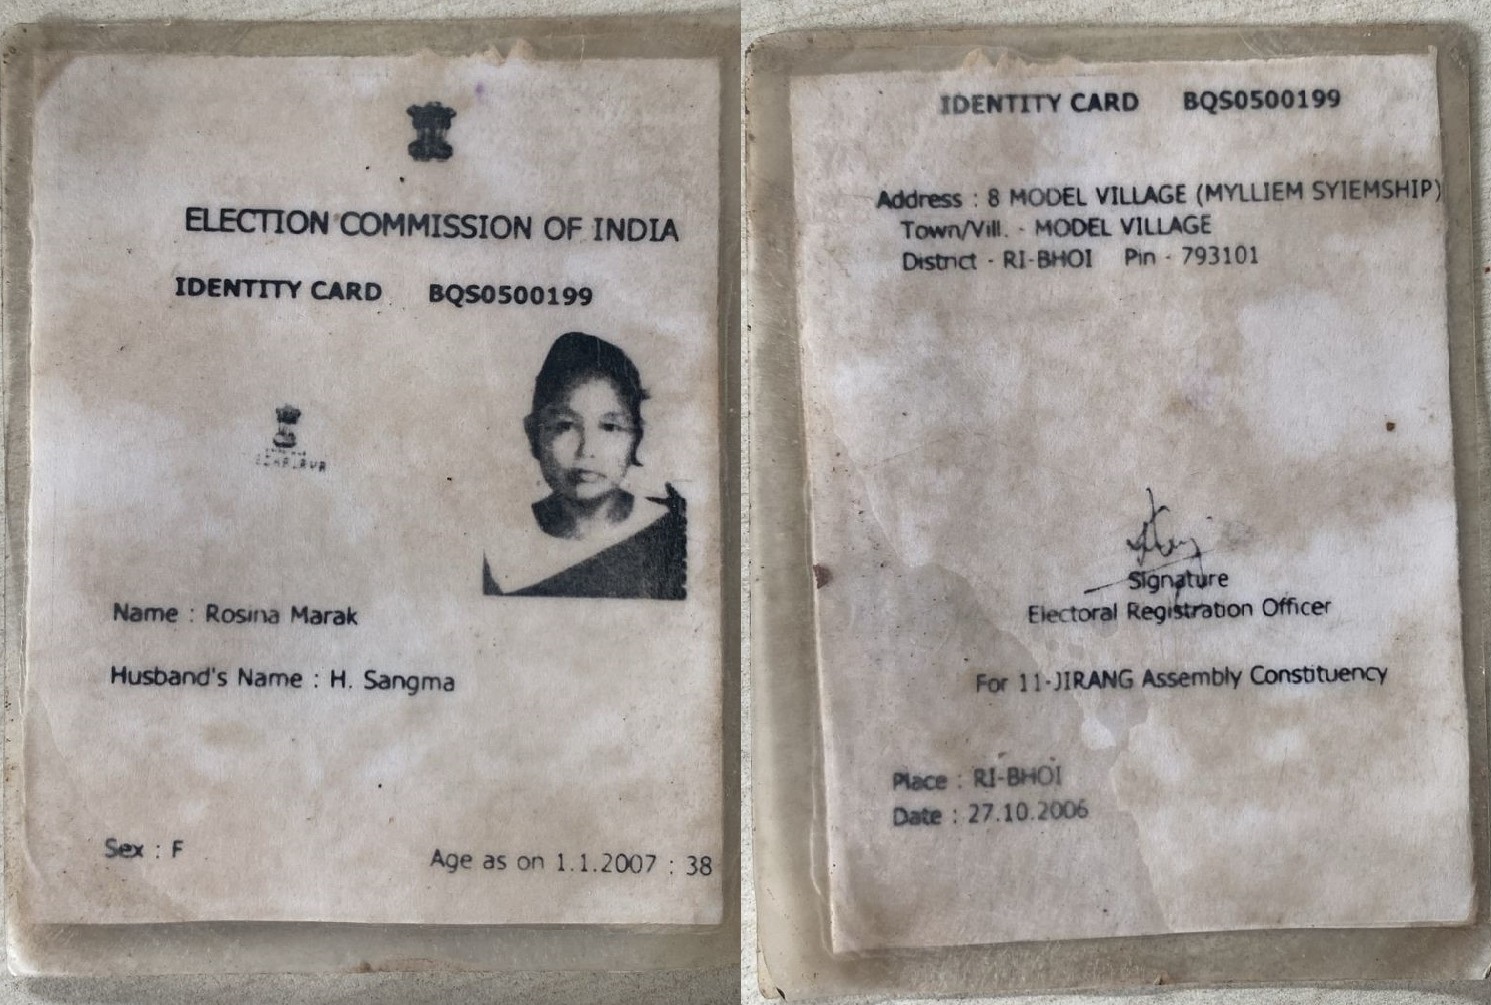 ELECTION COMMISSION OF INDIA
IDENTITY CARD BQS0500199
Name : Rosina Marak
Husband's Name : H. Sangma
Sex : F
Age as on 1.1.2007 : 38
IDENTITY CARD BQS0500199
Address : 8 MODEL VILLAGE (MYLLIEM SYIEMSHIP)
Town/Vill. - MODEL VILLAGE
District - RI-BHOI Pin - 793101
Signature
Electoral Registration Officer
For 11-JIRANG Assembly Constituency
Place : RI-BHOI
Date : 27.10.2006